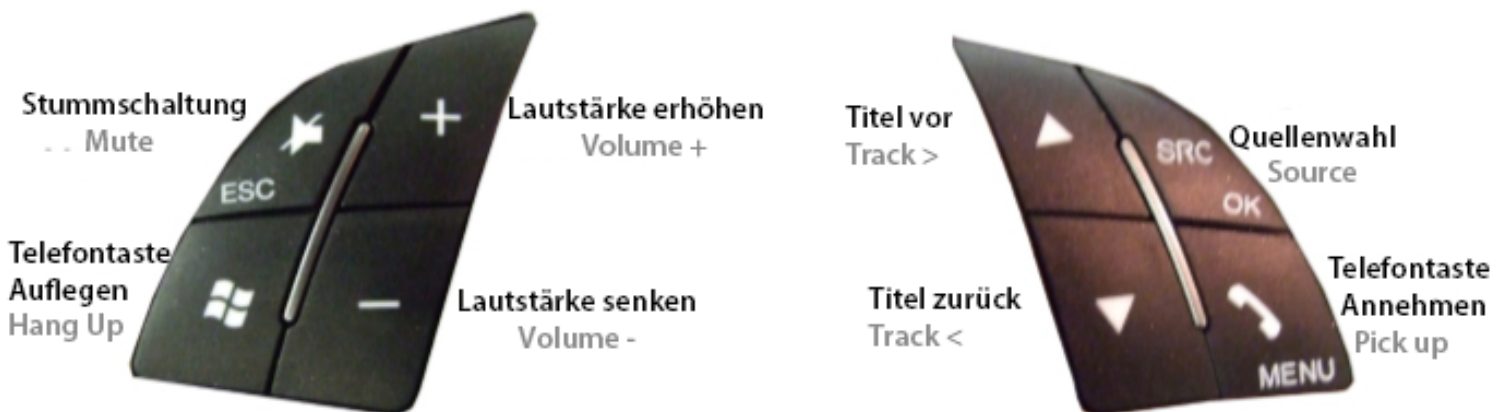 Stummschaltung
Mute
ESC
+
Lautstärke erhöhen
Volume +
Telefontaste
Auflegen
Hang Up
–
Lautstärke senken
Volume -
Titel vor
Track >
SRC
OK
Quellenwahl
Source
Titel zurück
Track <
MENU
Telefontaste
Annehmen
Pick up